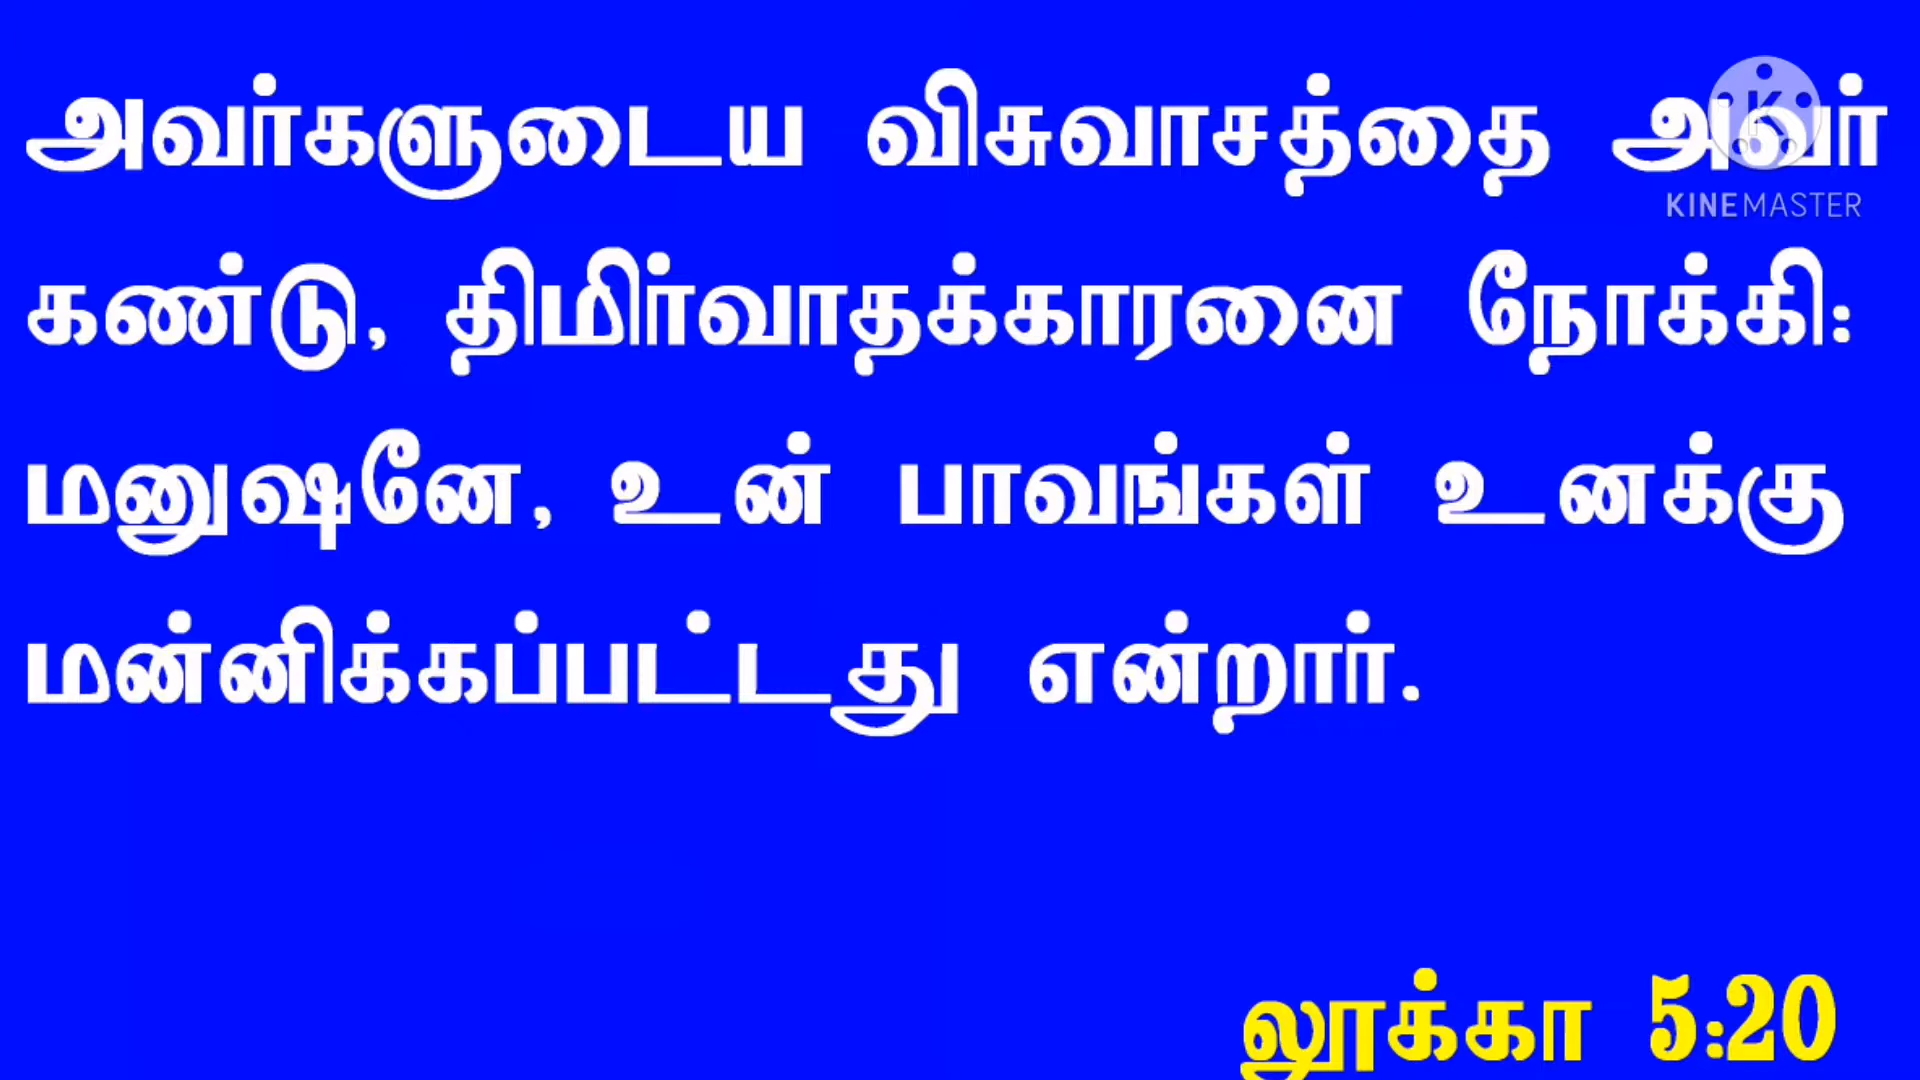 அவர்களுடைய விசுவாசத்தை அவர்
KINEMASTER
கண்டு, திமிர்வாதக்காரனை நோக்கி:
மனுஷனே, உன் பாவங்கள் உனக்கு
மன்னிக்கப்பட்டது என்றார்.
லூக்கா 5:20